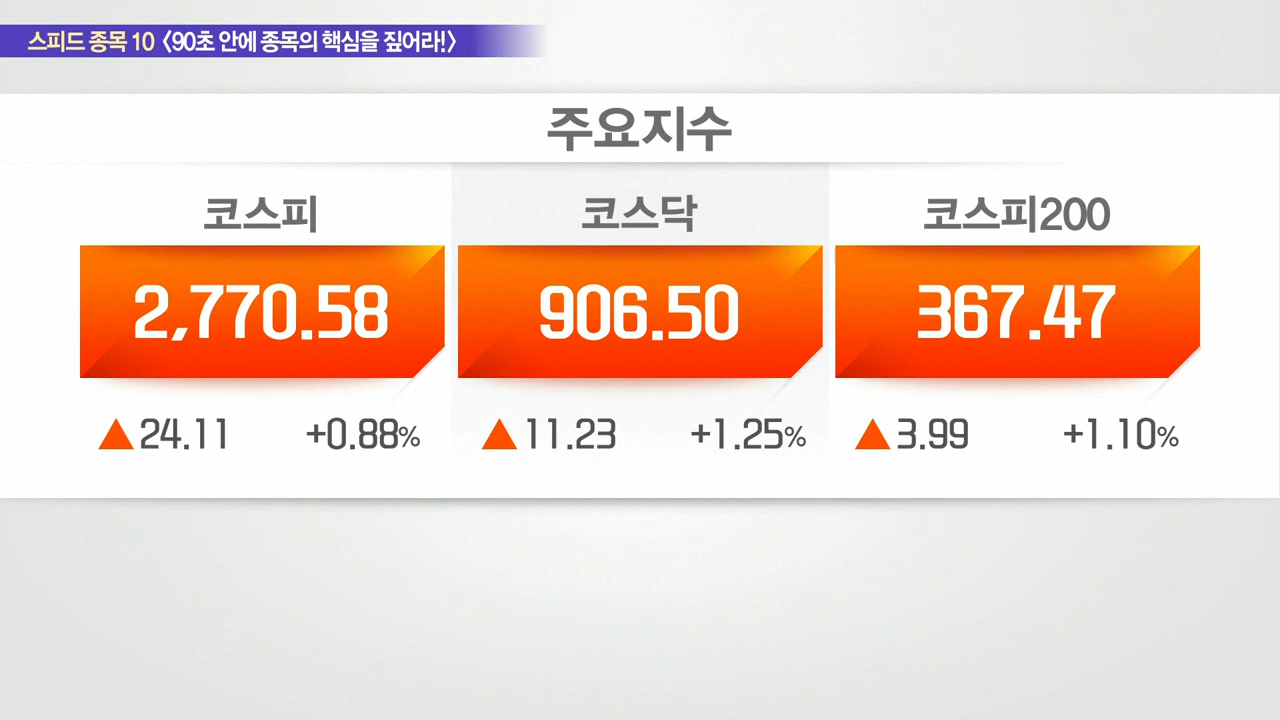 스피드 종목 10 〈90초 안에 종목의 핵심을 짚어라!〉
주요지수
코스피 코스닥 코스피200
2,770.58 906.50 367.47
▲24.11 +0.88% ▲11.23 +1.25% ▲3.99 +1.10%